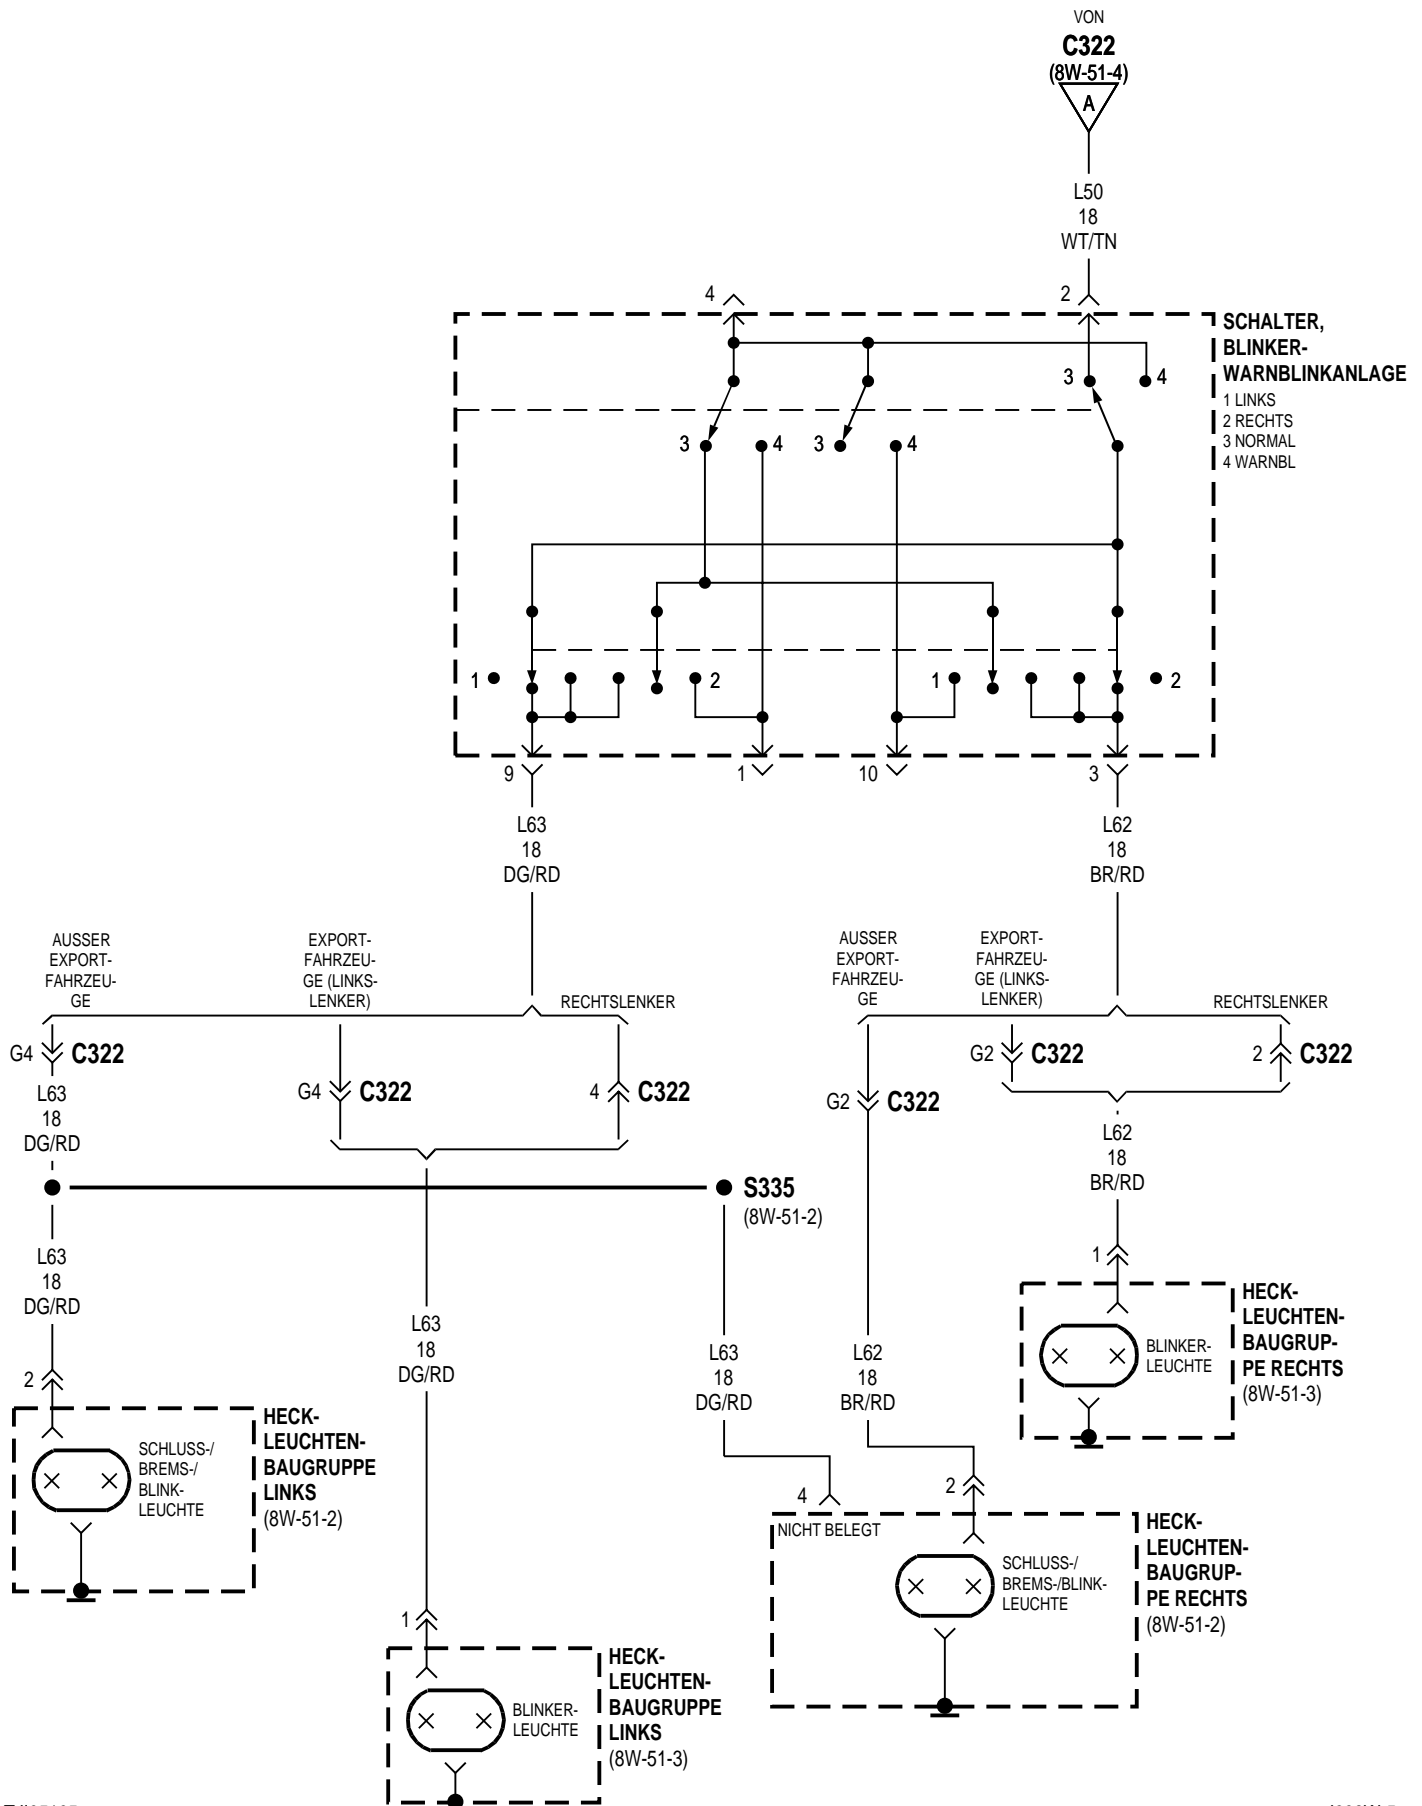 VON
C322
(8W-51-4)
A
L50
18
WT/TN
4
2
SCHALTER,
BLINKER-
WARNBLINKANLAGE
1 LINKS
2 RECHTS
3 NORMAL
4 WARNBL
3
4
3
4
3
4
1
2
1
2
9
1
10
3
L63
18
DG/RD
L62
18
BR/RD
AUSSER
EXPORT-
FAHRZEU-
GE
EXPORT-
FAHRZEU-
GE (LINKS-
LENKER)
RECHTSLENKER
AUSSER
EXPORT-
FAHRZEU-
GE
EXPORT-
FAHRZEU-
GE (LINKS-
LENKER)
RECHTSLENKER
G4
C322
G4
C322
4
C322
G2
C322
G2
C322
2
C322
L63
18
DG/RD
L62
18
BR/RD
S335
(8W-51-2)
L63
18
DG/RD
L63
18
DG/RD
L63
18
DG/RD
L62
18
BR/RD
1
HECK-
LEUCHTEN-
BAUGRUP-
PE RECHTS
(8W-51-3)
BLINKER-
LEUCHTE
2
HECK-
LEUCHTEN-
BAUGRUPPE
LINKS
(8W-51-2)
SCHLUSS-/
BREMS-/
BLINK-
LEUCHTE
4
2
NICHT BELEGT
SCHLUSS-/
BREMS-/BLINK-
LEUCHTE
HECK-
LEUCHTEN-
BAUGRUP-
PE RECHTS
(8W-51-2)
1
BLINKER-
LEUCHTE
HECK-
LEUCHTEN-
BAUGRUPPE
LINKS
(8W-51-3)